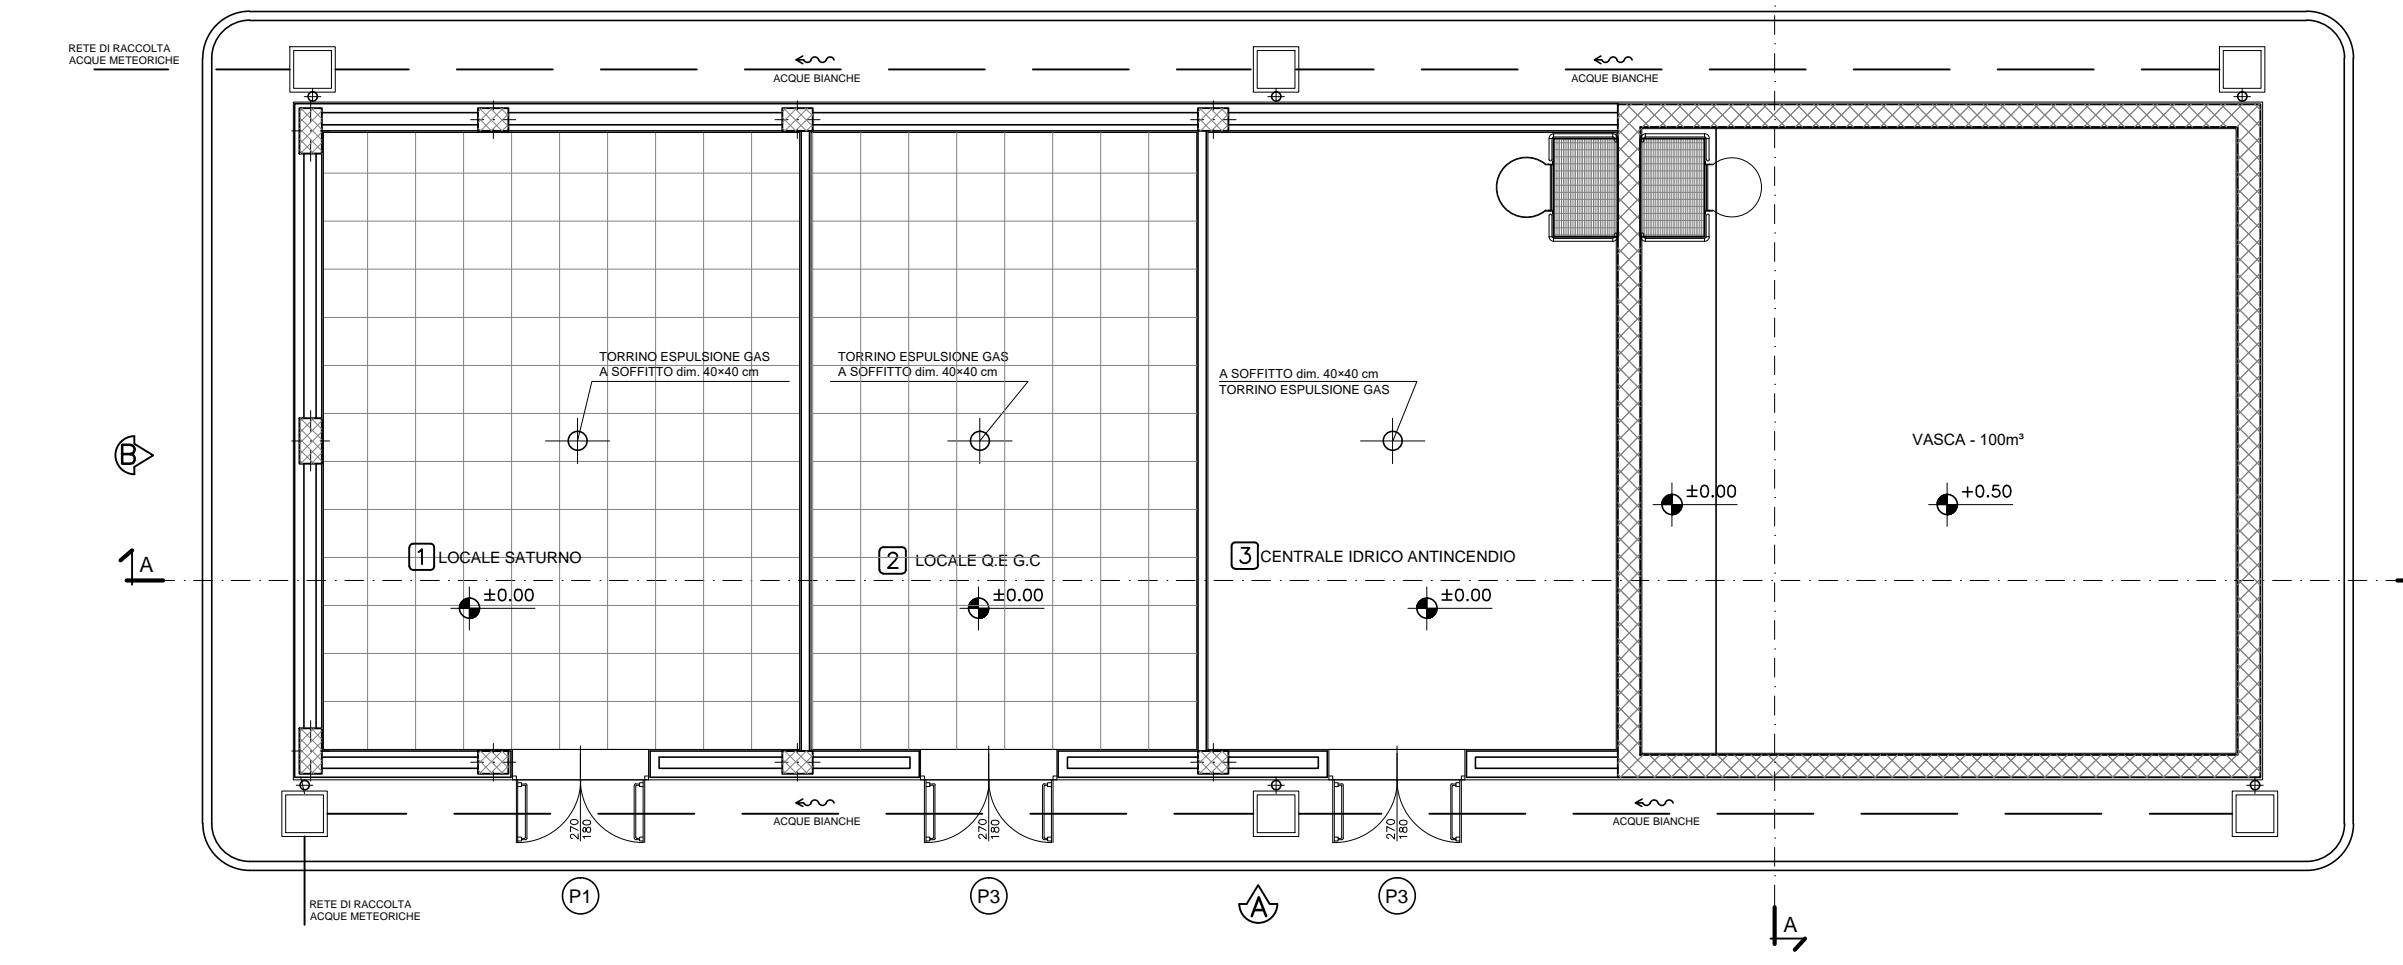 RETE DI RACCOLTA
ACQUE METEORICHE
ACQUE BIANCHE
ACQUE BIANCHE
TORRINO ESPULSIONE GAS
A SOFFITTO dim. 40×40 cm
TORRINO ESPULSIONE GAS
A SOFFITTO dim. 40×40 cm
A SOFFITTO dim. 40×40 cm
TORRINO ESPULSIONE GAS
VASCA - 100m³
B
±0.00
+0.50
1 LOCALE SATURNO
2 LOCALE Q.E G.C
3 CENTRALE IDRICO ANTINCENDIO
A
±0.00
±0.00
±0.00
ACQUE BIANCHE
ACQUE BIANCHE
270
180
270
180
270
180
P1
P3
A
P3
RETE DI RACCOLTA
ACQUE METEORICHE
A